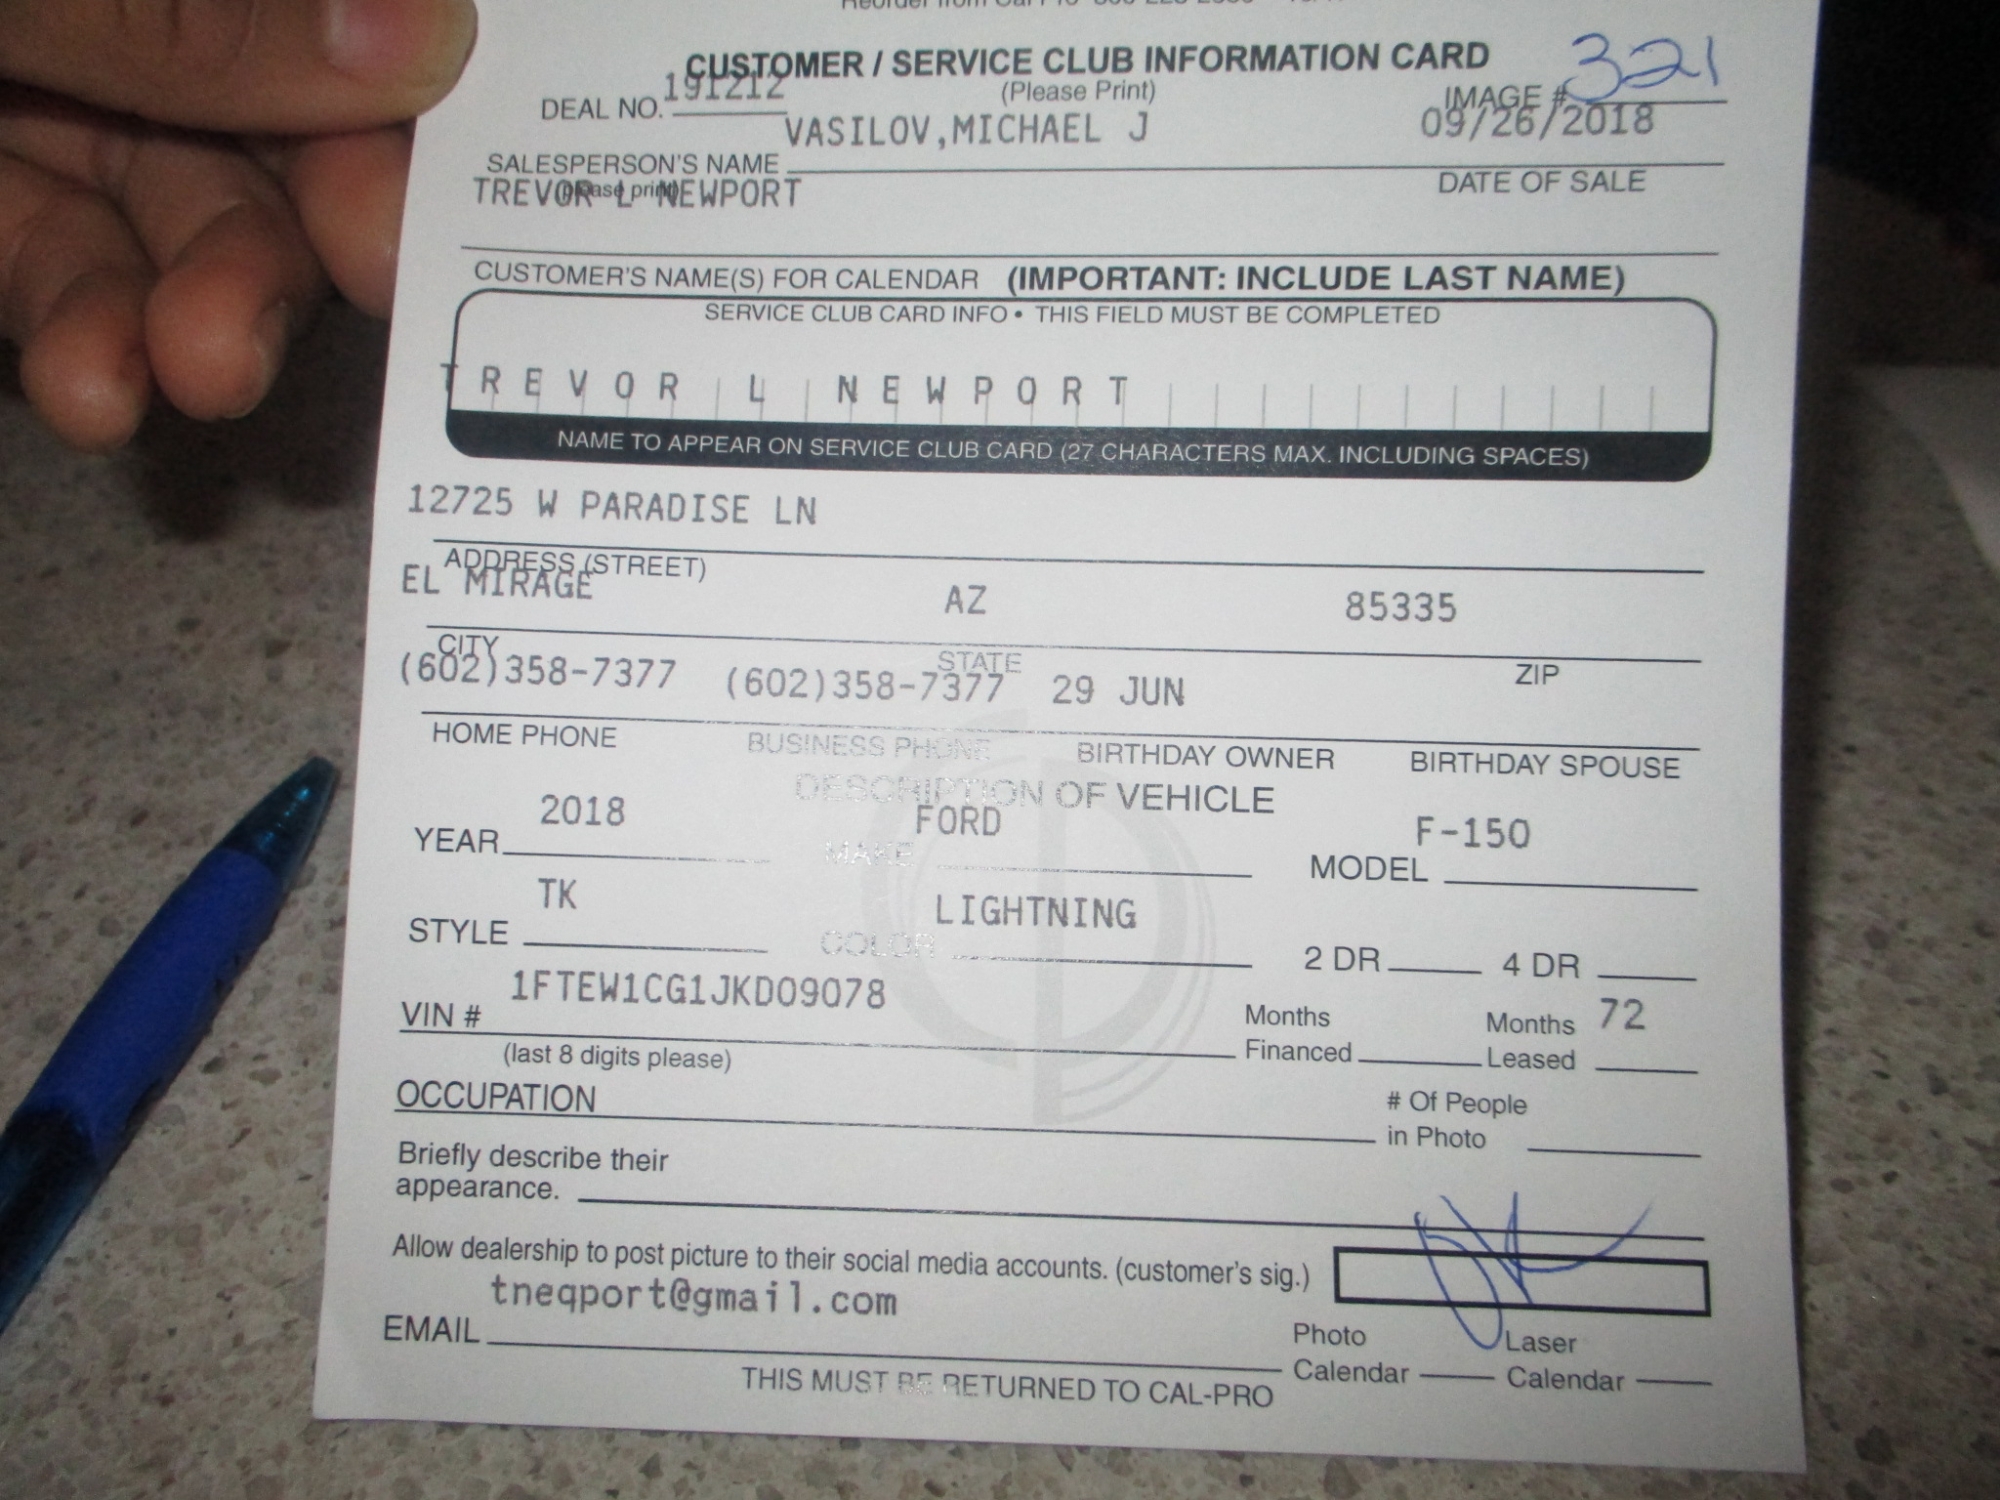 CUSTOMER / SERVICE CLUB INFORMATION CARD
(Please Print)
DEAL NO. 191212
IMAGE # 321
VASILOV,MICHAEL J
09/26/2018
SALESPERSON'S NAME
(please print)
DATE OF SALE
TREVOR L NEWPORT
CUSTOMER'S NAME(S) FOR CALENDAR (IMPORTANT: INCLUDE LAST NAME)
SERVICE CLUB CARD INFO • THIS FIELD MUST BE COMPLETED
TREVOR L NEWPORT
NAME TO APPEAR ON SERVICE CLUB CARD (27 CHARACTERS MAX. INCLUDING SPACES)
12725 W PARADISE LN
ADDRESS (STREET)
EL MIRAGE AZ 85335
CITY STATE ZIP
(602)358-7377 (602)358-7377 29 JUN
HOME PHONE BUSINESS PHONE BIRTHDAY OWNER BIRTHDAY SPOUSE
DESCRIPTION OF VEHICLE
YEAR 2018 MAKE FORD MODEL F-150
STYLE TK COLOR LIGHTNING 2 DR 4 DR
VIN # 1FTEW1CG1JKD09078
(last 8 digits please)
Months Financed
Months Leased 72
OCCUPATION
# Of People in Photo
Briefly describe their
appearance.
Allow dealership to post picture to their social media accounts. (customer's sig.)
EMAIL tneqport@gmail.com
Photo Calendar
Laser Calendar
THIS MUST BE RETURNED TO CAL-PRO